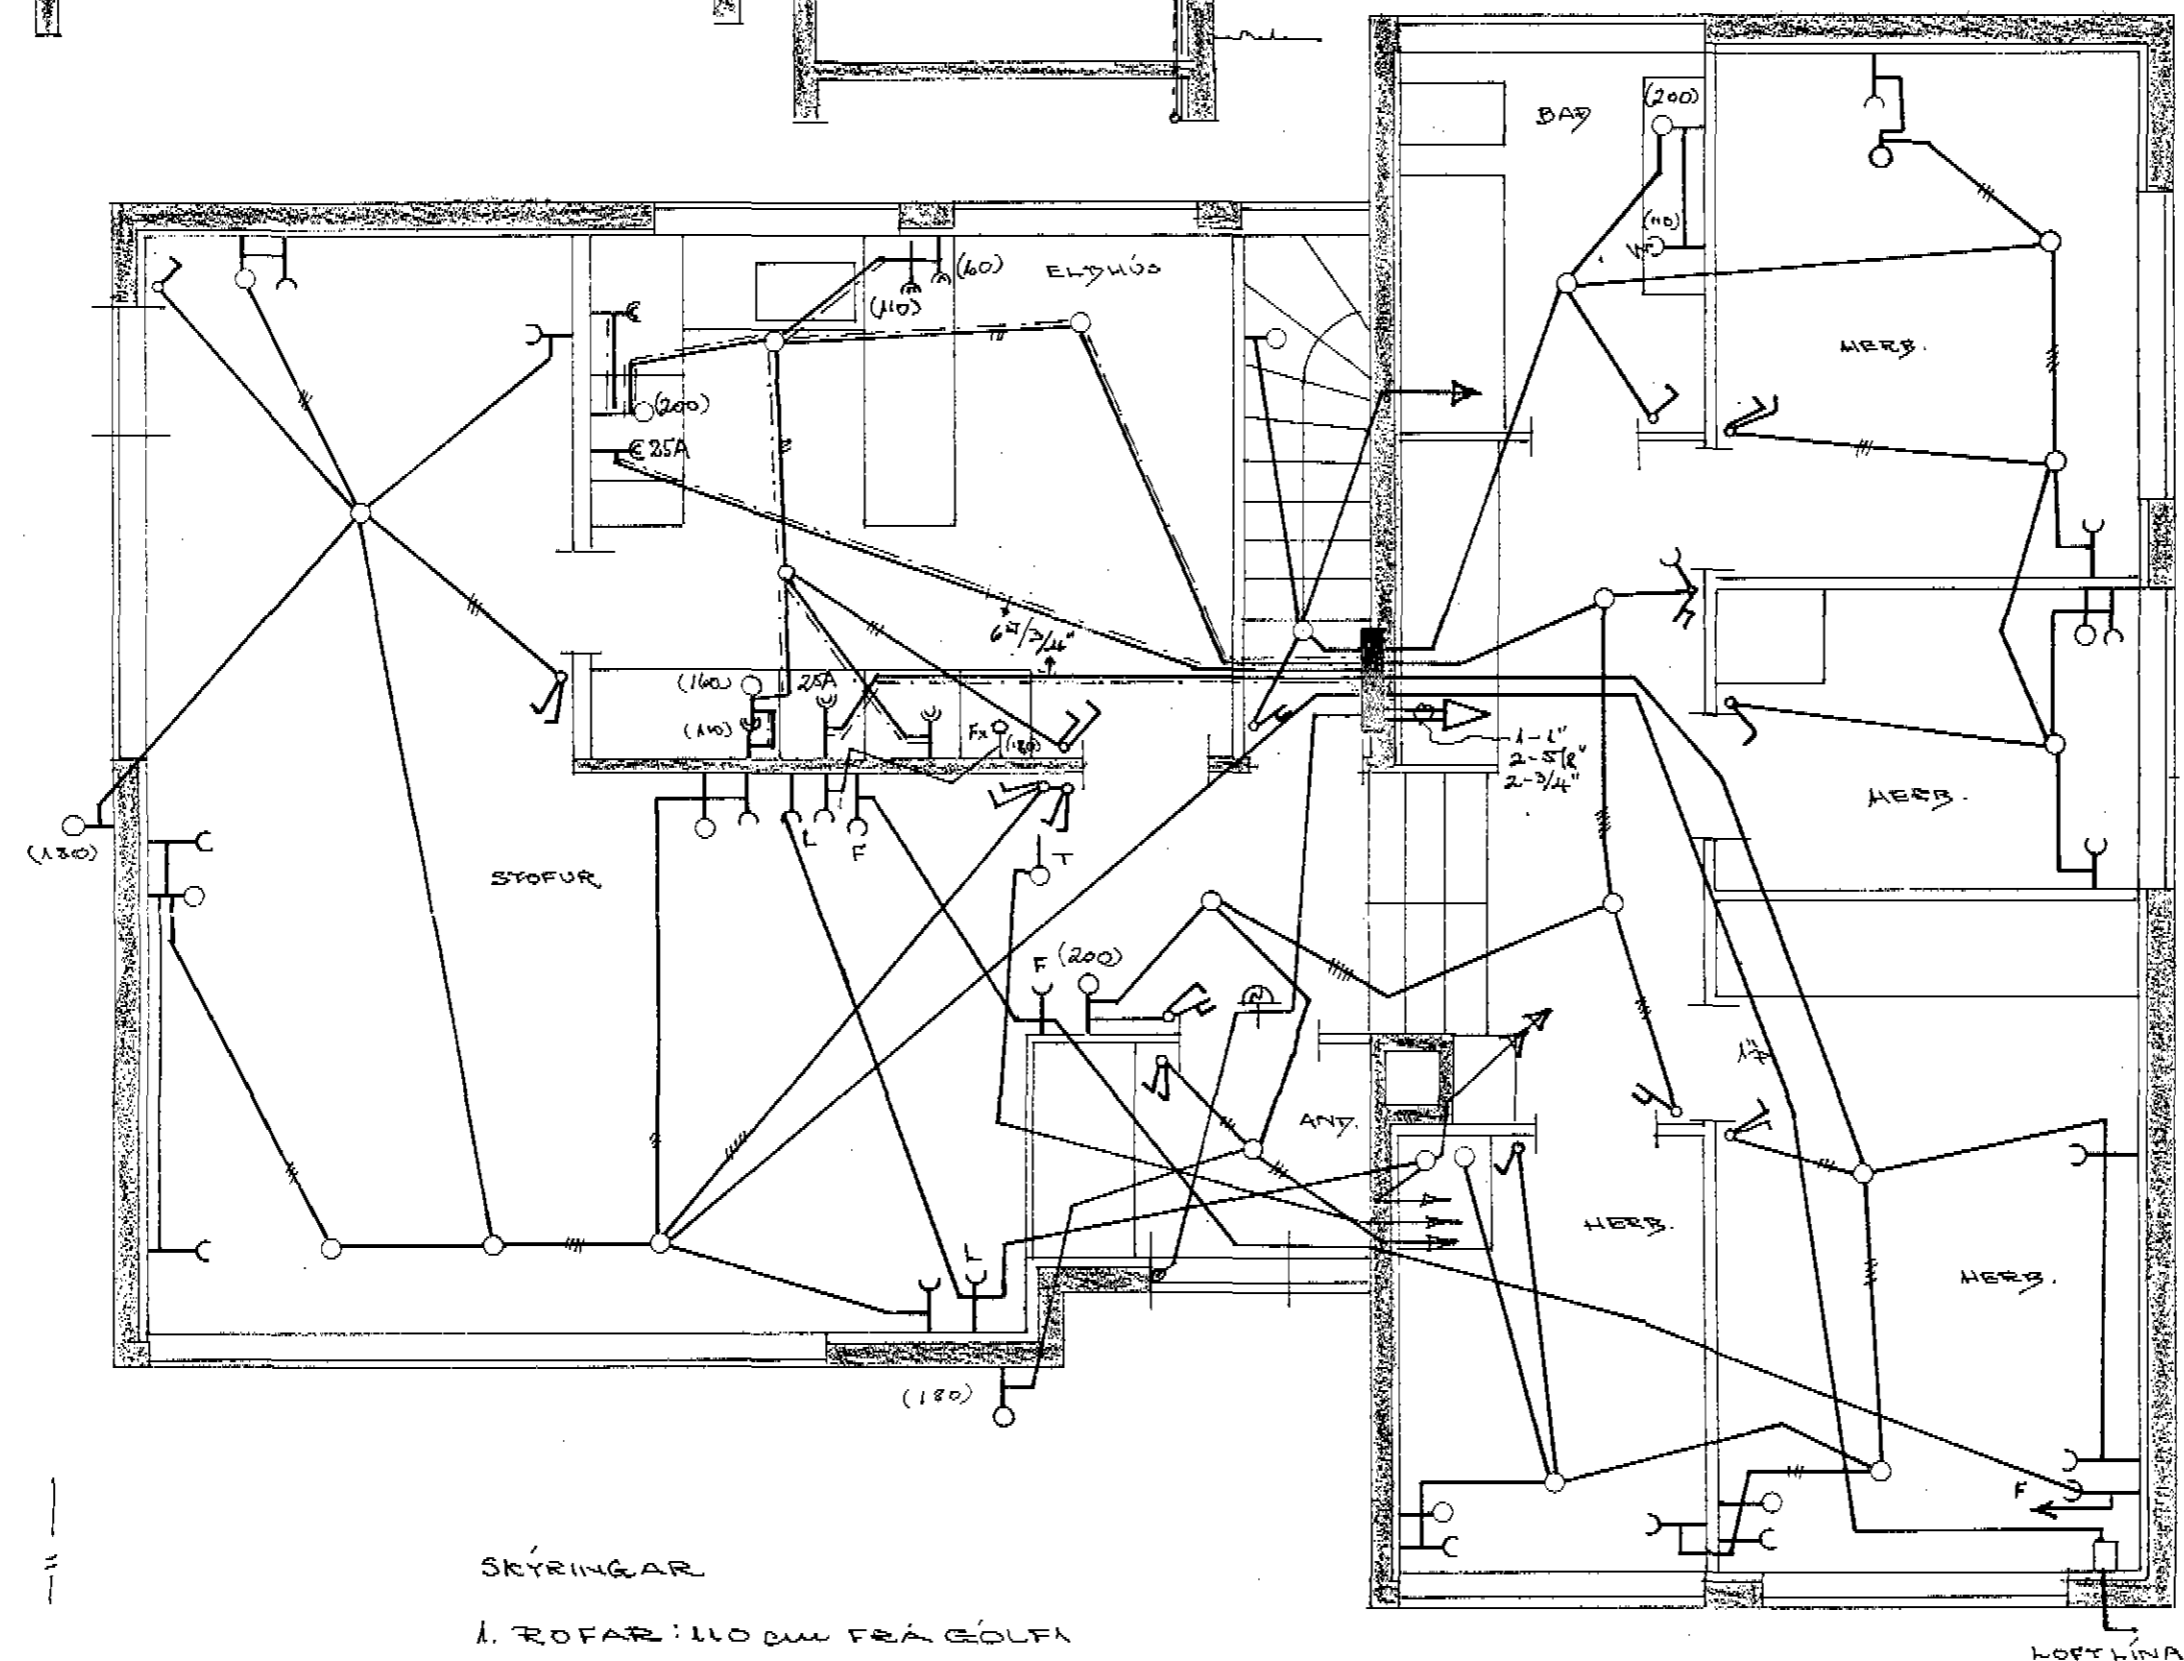 BAÐ
(200)
(110)
HERB.
ELDHÚS
(60)
(110)
(200)
25A
6□/3/4"
(160)
25A
(110)
Fx
(180)
1-1"
2-5/8"
2-3/4"
HERB.
(180)
L
F
T
STOFUR
F
(200)
1"
AND.
HERB.
HERB.
L
(180)
F
SKÝRINGAR
1. ROFAR: 110 cm FRÁ GÓLFI
LOFTLÍNA